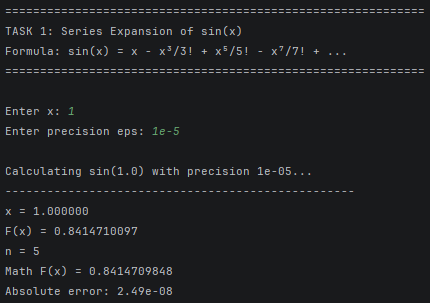 ============================================================
TASK 1: Series Expansion of sin(x)
Formula: sin(x) = x - x³/3! + x⁵/5! - x⁷/7! + ...
============================================================
Enter x: 1
Enter precision eps: 1e-5
Calculating sin(1.0) with precision 1e-05...
--------------------------------------------------
x = 1.000000
F(x) = 0.8414710097
n = 5
Math F(x) = 0.8414709848
Absolute error: 2.49e-08